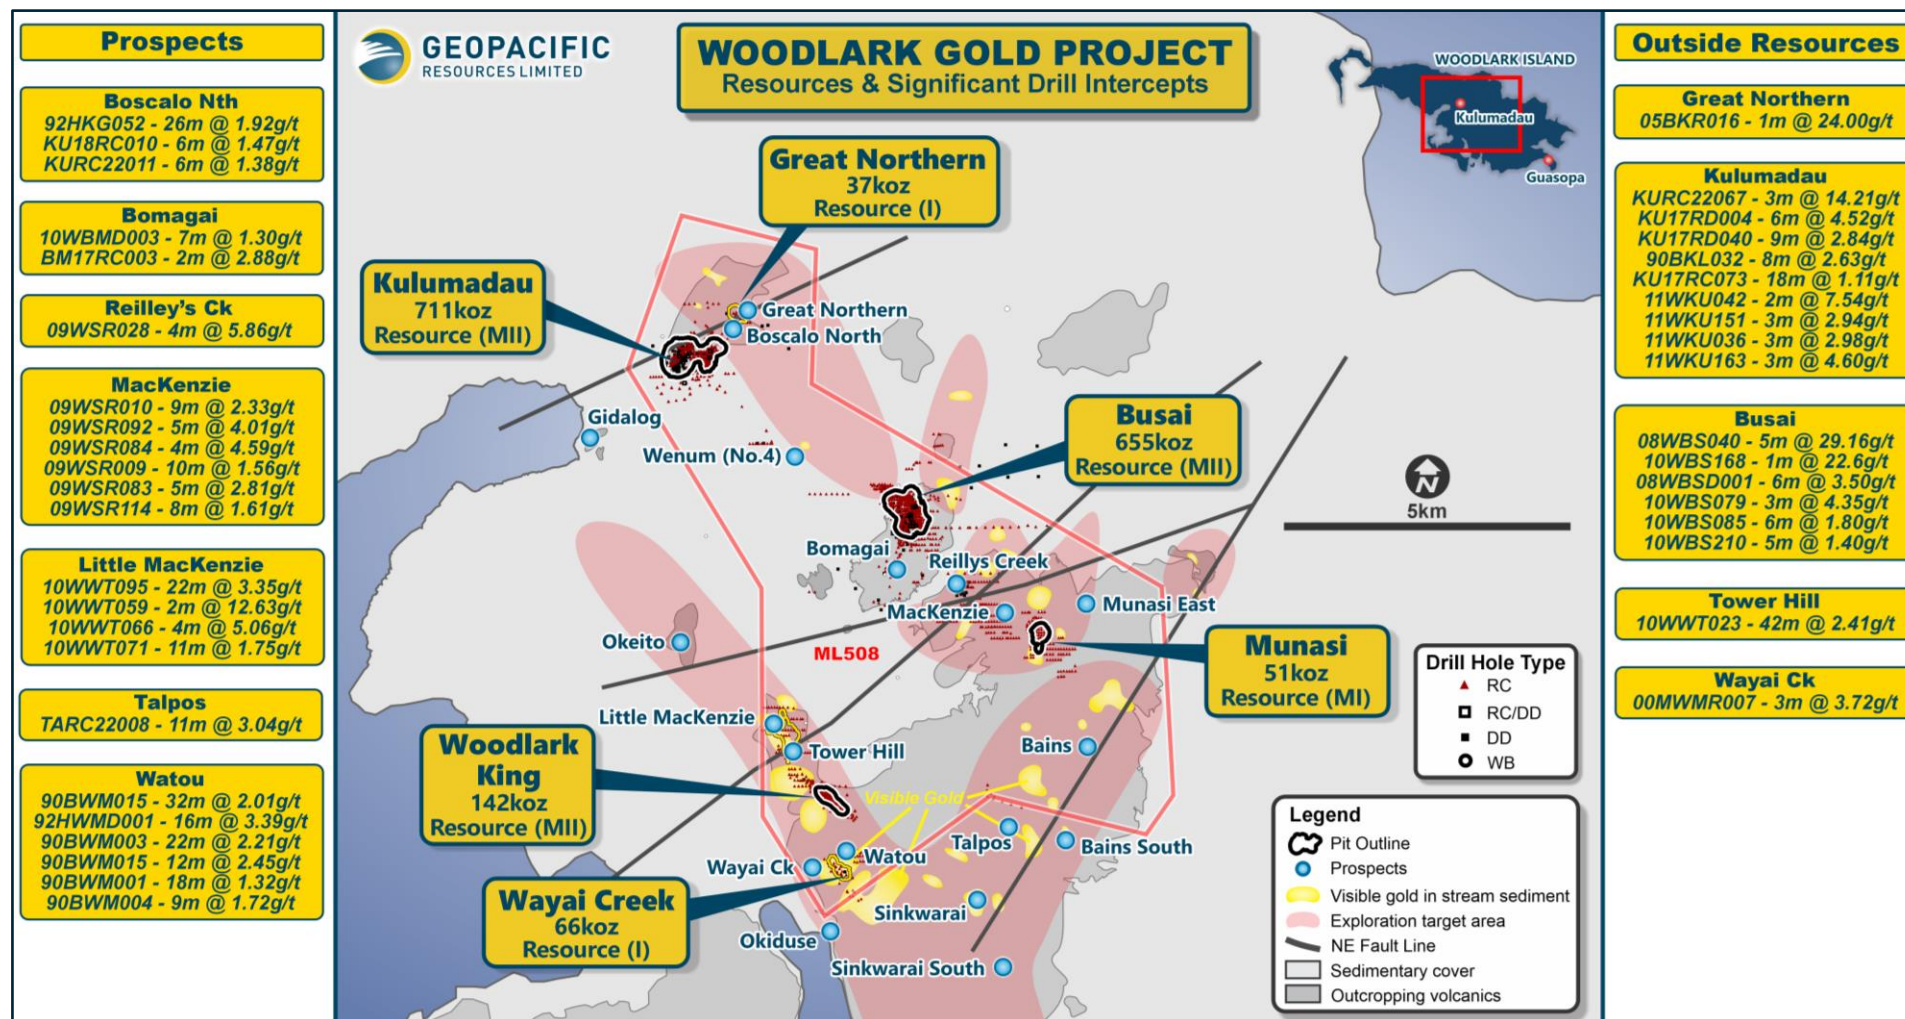 Prospects
Boscalo Nth
92HKG052 - 26m @ 1.92g/t
KU18RC010 - 6m @ 1.47g/t
KURC22011 - 6m @ 1.38g/t
Bomagai
10WBMD003 - 7m @ 1.30g/t
BM17RC003 - 2m @ 2.88g/t
Reilley's Ck
09WSR028 - 4m @ 5.86g/t
MacKenzie
09WSR010 - 9m @ 2.33g/t
09WSR092 - 5m @ 4.01g/t
09WSR084 - 4m @ 4.59g/t
09WSR009 - 10m @ 1.56g/t
09WSR083 - 5m @ 2.81g/t
09WSR114 - 8m @ 1.61g/t
Little MacKenzie
10WWT095 - 22m @ 3.35g/t
10WWT059 - 2m @ 12.63g/t
10WWT066 - 4m @ 5.06g/t
10WWT071 - 11m @ 1.75g/t
Talpos
TARC22008 - 11m @ 3.04g/t
Watou
90BWM015 - 32m @ 2.01g/t
92HWMD001 - 16m @ 3.39g/t
90BWM003 - 22m @ 2.21g/t
90BWM015 - 12m @ 2.45g/t
90BWM001 - 18m @ 1.32g/t
90BWM004 - 9m @ 1.72g/t
GEOPACIFIC
RESOURCES LIMITED
WOODLARK GOLD PROJECT
Resources & Significant Drill Intercepts
WOODLARK ISLAND
Kulumadau
Guasopa
Great Northern
37koz
Resource (I)
Kulumadau
711koz
Resource (MII)
Great Northern
Boscalo North
Gidalog
Wenum (No.4)
Busai
655koz
Resource (MII)
N
5km
Bomagai
Reillys Creek
MacKenzie
Munasi East
Okeito
ML508
Munasi
51koz
Resource (MI)
Little MacKenzie
Tower Hill
Bains
Woodlark
King
142koz
Resource (MII)
Visible Gold
Talpos
Bains South
Watou
Wayai Ck
Wayai Creek
66koz
Resource (I)
Sinkwarai
Okiduse
Sinkwarai South
Drill Hole Type
RC
RC/DD
DD
WB
Legend
Pit Outline
Prospects
Visible gold in stream sediment
Exploration target area
NE Fault Line
Sedimentary cover
Outcropping volcanics
Outside Resources
Great Northern
05BKR016 - 1m @ 24.00g/t
Kulumadau
KURC22067 - 3m @ 14.21g/t
KU17RD004 - 6m @ 4.52g/t
KU17RD040 - 9m @ 2.84g/t
90BKL032 - 8m @ 2.63g/t
KU17RC073 - 18m @ 1.11g/t
11WKU042 - 2m @ 7.54g/t
11WKU151 - 3m @ 2.94g/t
11WKU036 - 3m @ 2.98g/t
11WKU163 - 3m @ 4.60g/t
Busai
08WBS040 - 5m @ 29.16g/t
10WBS168 - 1m @ 22.6g/t
08WBSD001 - 6m @ 3.50g/t
10WBS079 - 3m @ 4.35g/t
10WBS085 - 6m @ 1.80g/t
10WBS210 - 5m @ 1.40g/t
Tower Hill
10WWT023 - 42m @ 2.41g/t
Wayai Ck
00MWMR007 - 3m @ 3.72g/t